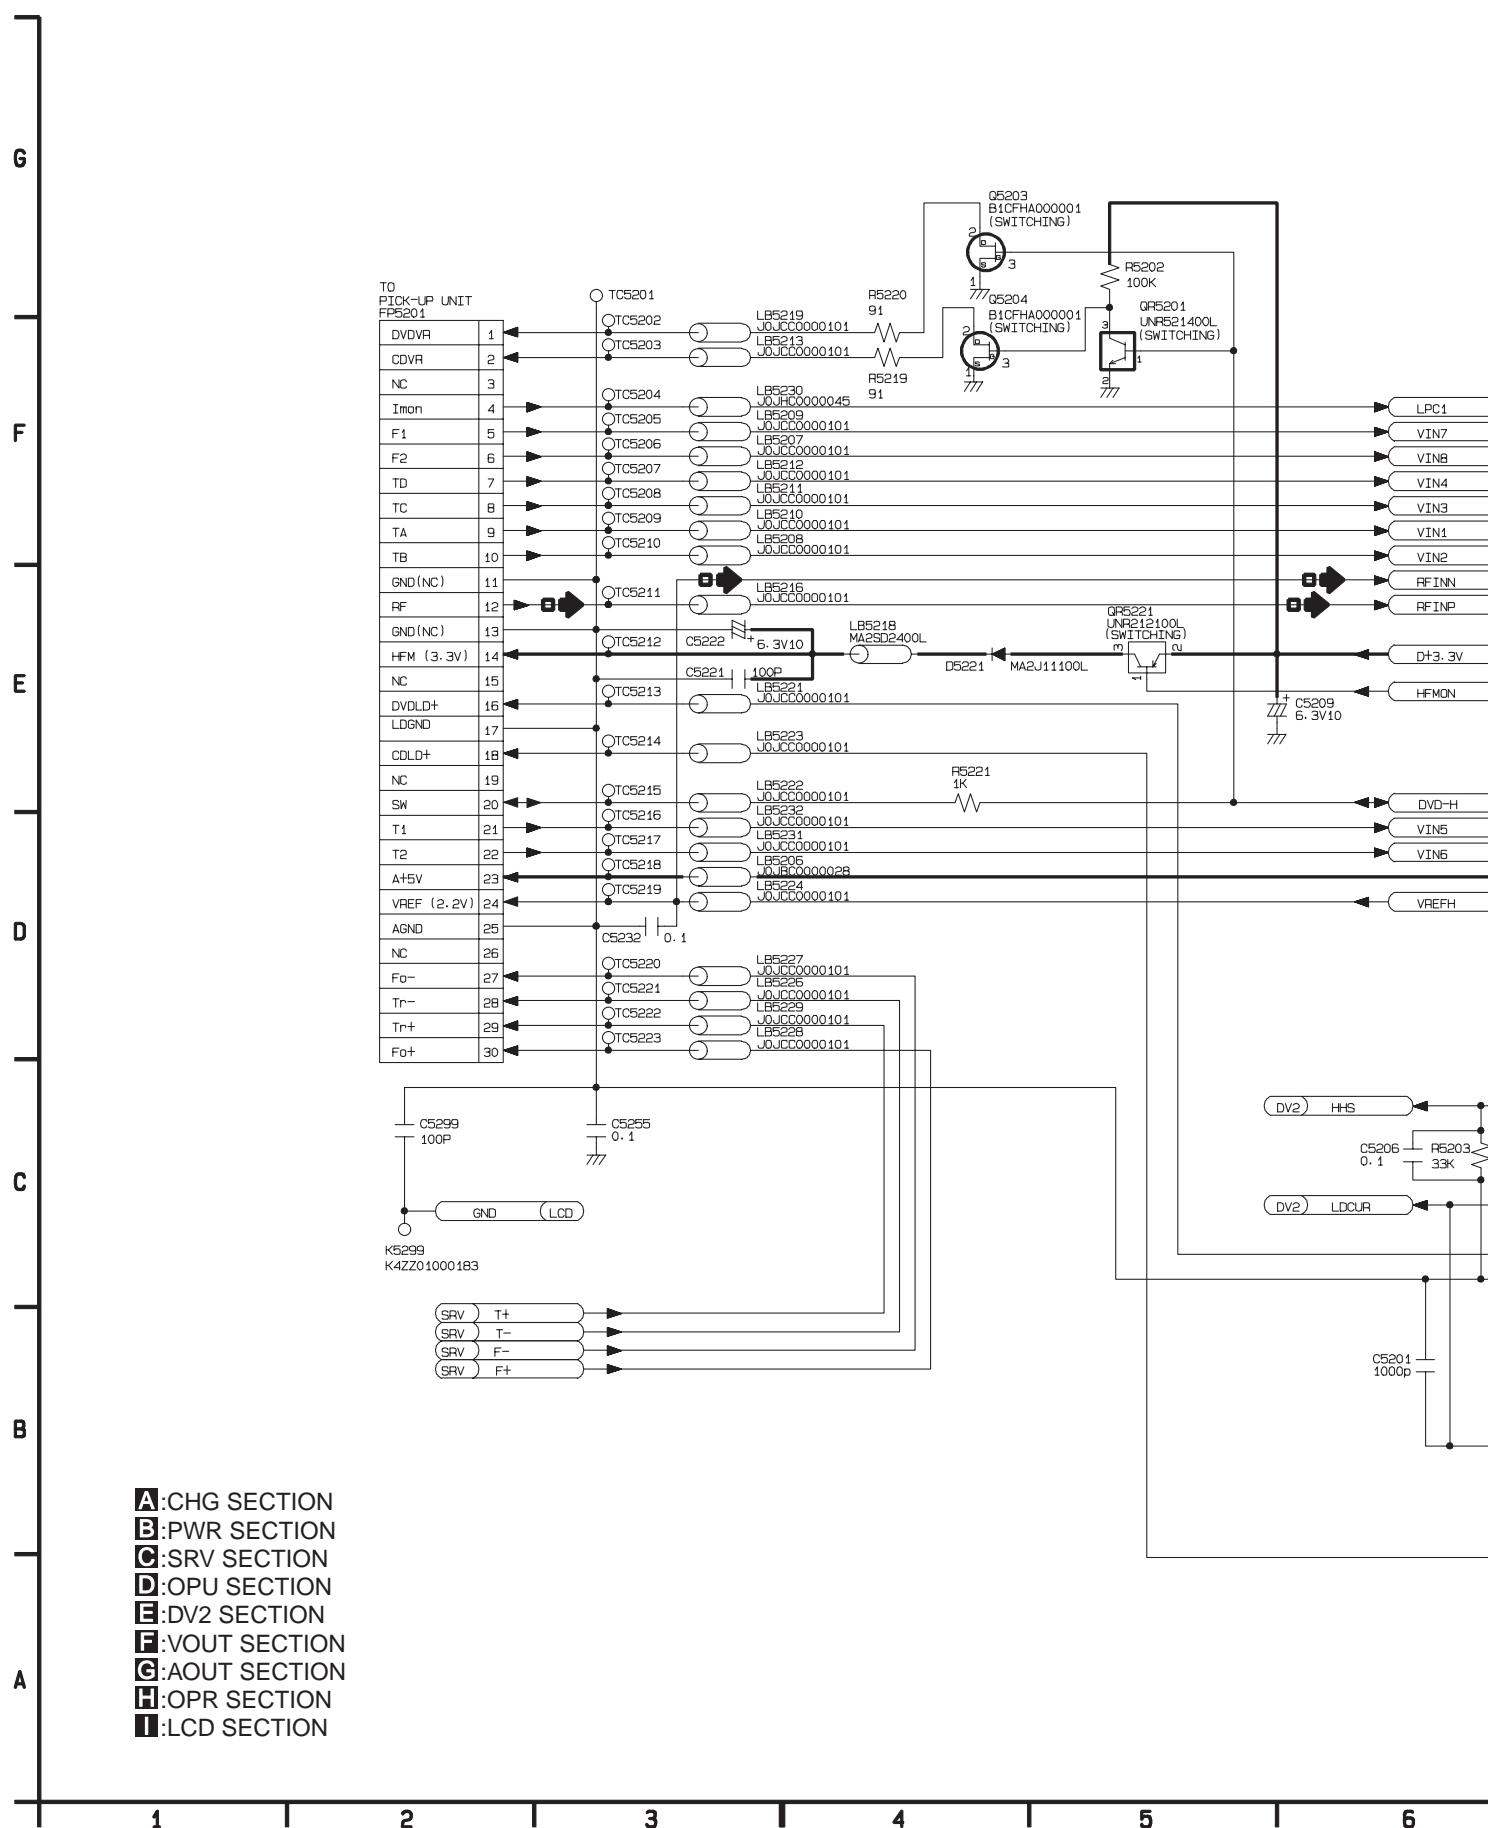 G
Q5203
B1CFHA000001
(SWITCHING)
2
D
G
S
3
1
R5202
100K
TO
PICK-UP UNIT
FP5201
TC5201
R5220
91
Q5204
B1CFHA000001
(SWITCHING)
2
D
G
S
3
1
QR5201
UNR521400L
(SWITCHING)
3
1
2
R5219
91
DVDVR 1
TC5202
LB5219
J0JCC0000101
CDVR 2
TC5203
LB5213
J0JCC0000101
NC 3
Imon 4
TC5204
LB5230
J0JHC0000045
LPC1
F
F1 5
TC5205
LB5209
J0JCC0000101
VIN7
F2 6
TC5206
LB5207
J0JCC0000101
VIN8
TD 7
TC5207
LB5212
J0JCC0000101
VIN4
TC 8
TC5208
LB5211
J0JCC0000101
VIN3
TA 9
TC5209
LB5210
J0JCC0000101
VIN1
TB 10
TC5210
LB5208
J0JCC0000101
VIN2
GND(NC) 11
RFINN
RF 12
TC5211
LB5216
J0JCC0000101
RFINP
GND(NC) 13
C5222
+
6.3V10
LB5218
MA2SD2400L
QR5221
UNR212100L
(SWITCHING)
3
2
1
HFM (3.3V) 14
TC5212
D5221
MA2J11100L
D+3.3V
E
NC 15
C5221
100P
HFMON
DVDLD+ 16
TC5213
LB5221
J0JCC0000101
+
C5209
6.3V10
LDGND 17
CDLD+ 18
TC5214
LB5223
J0JCC0000101
NC 19
R5221
1K
SW 20
TC5215
LB5222
J0JCC0000101
DVD-H
T1 21
TC5216
LB5232
J0JCC0000101
VIN5
T2 22
TC5217
LB5231
J0JCC0000101
VIN6
A+5V 23
TC5218
LB5206
J0JBC0000028
VREF (2.2V) 24
TC5219
LB5224
J0JCC0000101
VREFH
D
AGND 25
C5232
0.1
NC 26
Fo- 27
TC5220
LB5227
J0JCC0000101
Tr- 28
TC5221
LB5226
J0JCC0000101
Tr+ 29
TC5222
LB5229
J0JCC0000101
Fo+ 30
TC5223
LB5228
J0JCC0000101
DV2 HHS
C5299
100P
C5255
0.1
C5206
0.1
R5203
33K
C
GND LCD
DV2 LDCUR
K5299
K4ZZ01000183
SRV T+
SRV T-
SRV F-
SRV F+
C5201
1000p
B
A:CHG SECTION
B:PWR SECTION
C:SRV SECTION
D:OPU SECTION
E:DV2 SECTION
F:VOUT SECTION
G:AOUT SECTION
H:OPR SECTION
I:LCD SECTION
A
1 2 3 4 5 6